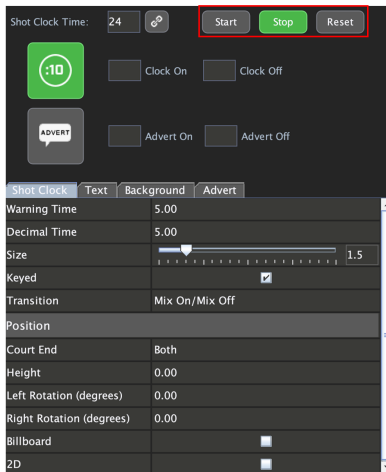 Shot Clock Time: 24 Start Stop Reset
:10 Clock On Clock Off
ADVERT Advert On Advert Off
Shot Clock Text Background Advert
Warning Time 5.00
Decimal Time 5.00
Size 1.5
Keyed
Transition Mix On/Mix Off
Position
Court End Both
Height 0.00
Left Rotation (degrees) 0.00
Right Rotation (degrees) 0.00
Billboard
2D